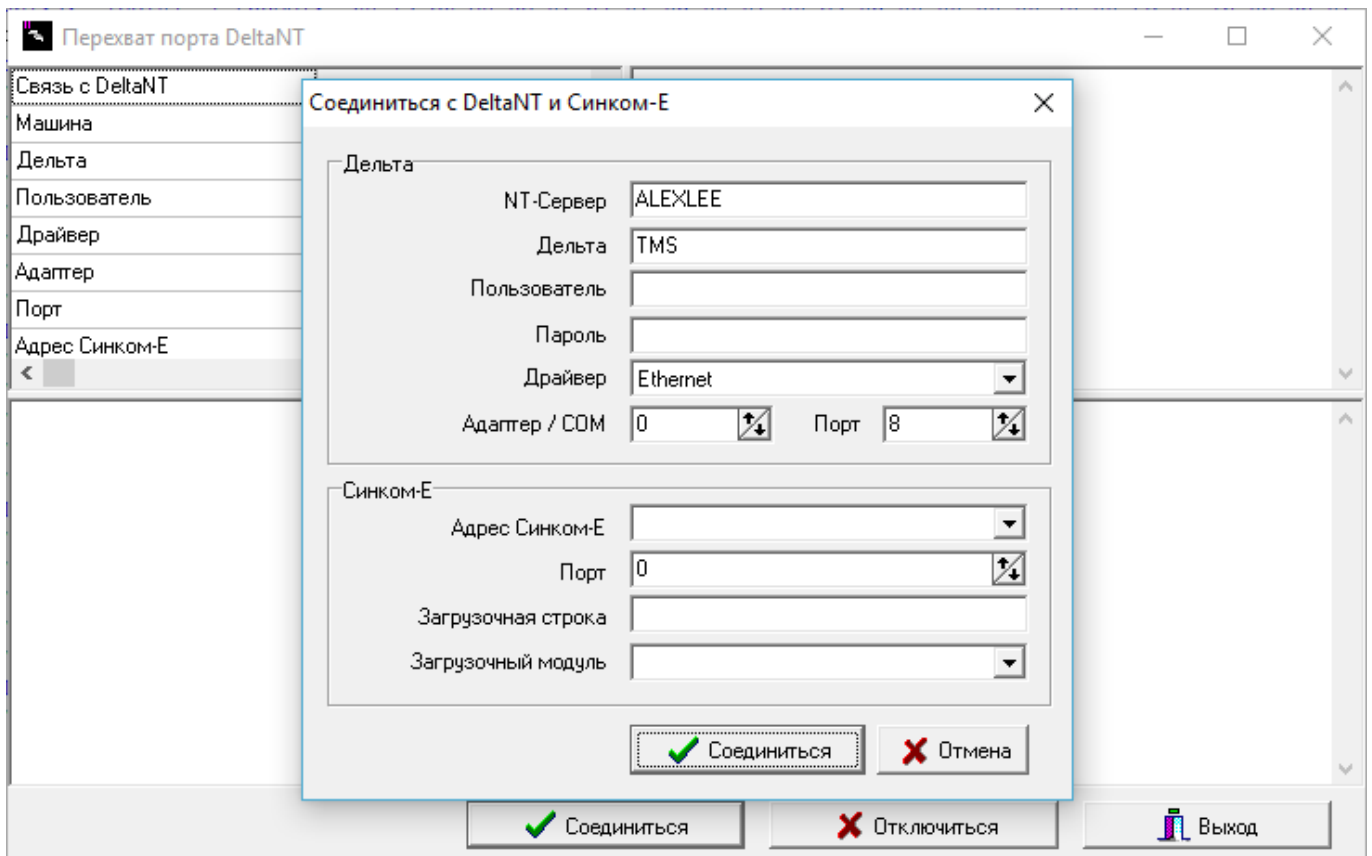 Перехват порта DeltaNT
Связь с DeltaNT
Машина
Дельта
Пользователь
Драйвер
Адаптер
Порт
Адрес Синком-Е
Соединиться с DeltaNT и Синком-Е
Дельта
NT-Сервер ALEXLEE
Дельта TMS
Пользователь
Пароль
Драйвер Ethernet
Адаптер / COM 0 Порт 8
Синком-Е
Адрес Синком-Е
Порт 0
Загрузочная строка
Загрузочный модуль
Соединиться Отмена
Соединиться Отключиться Выход